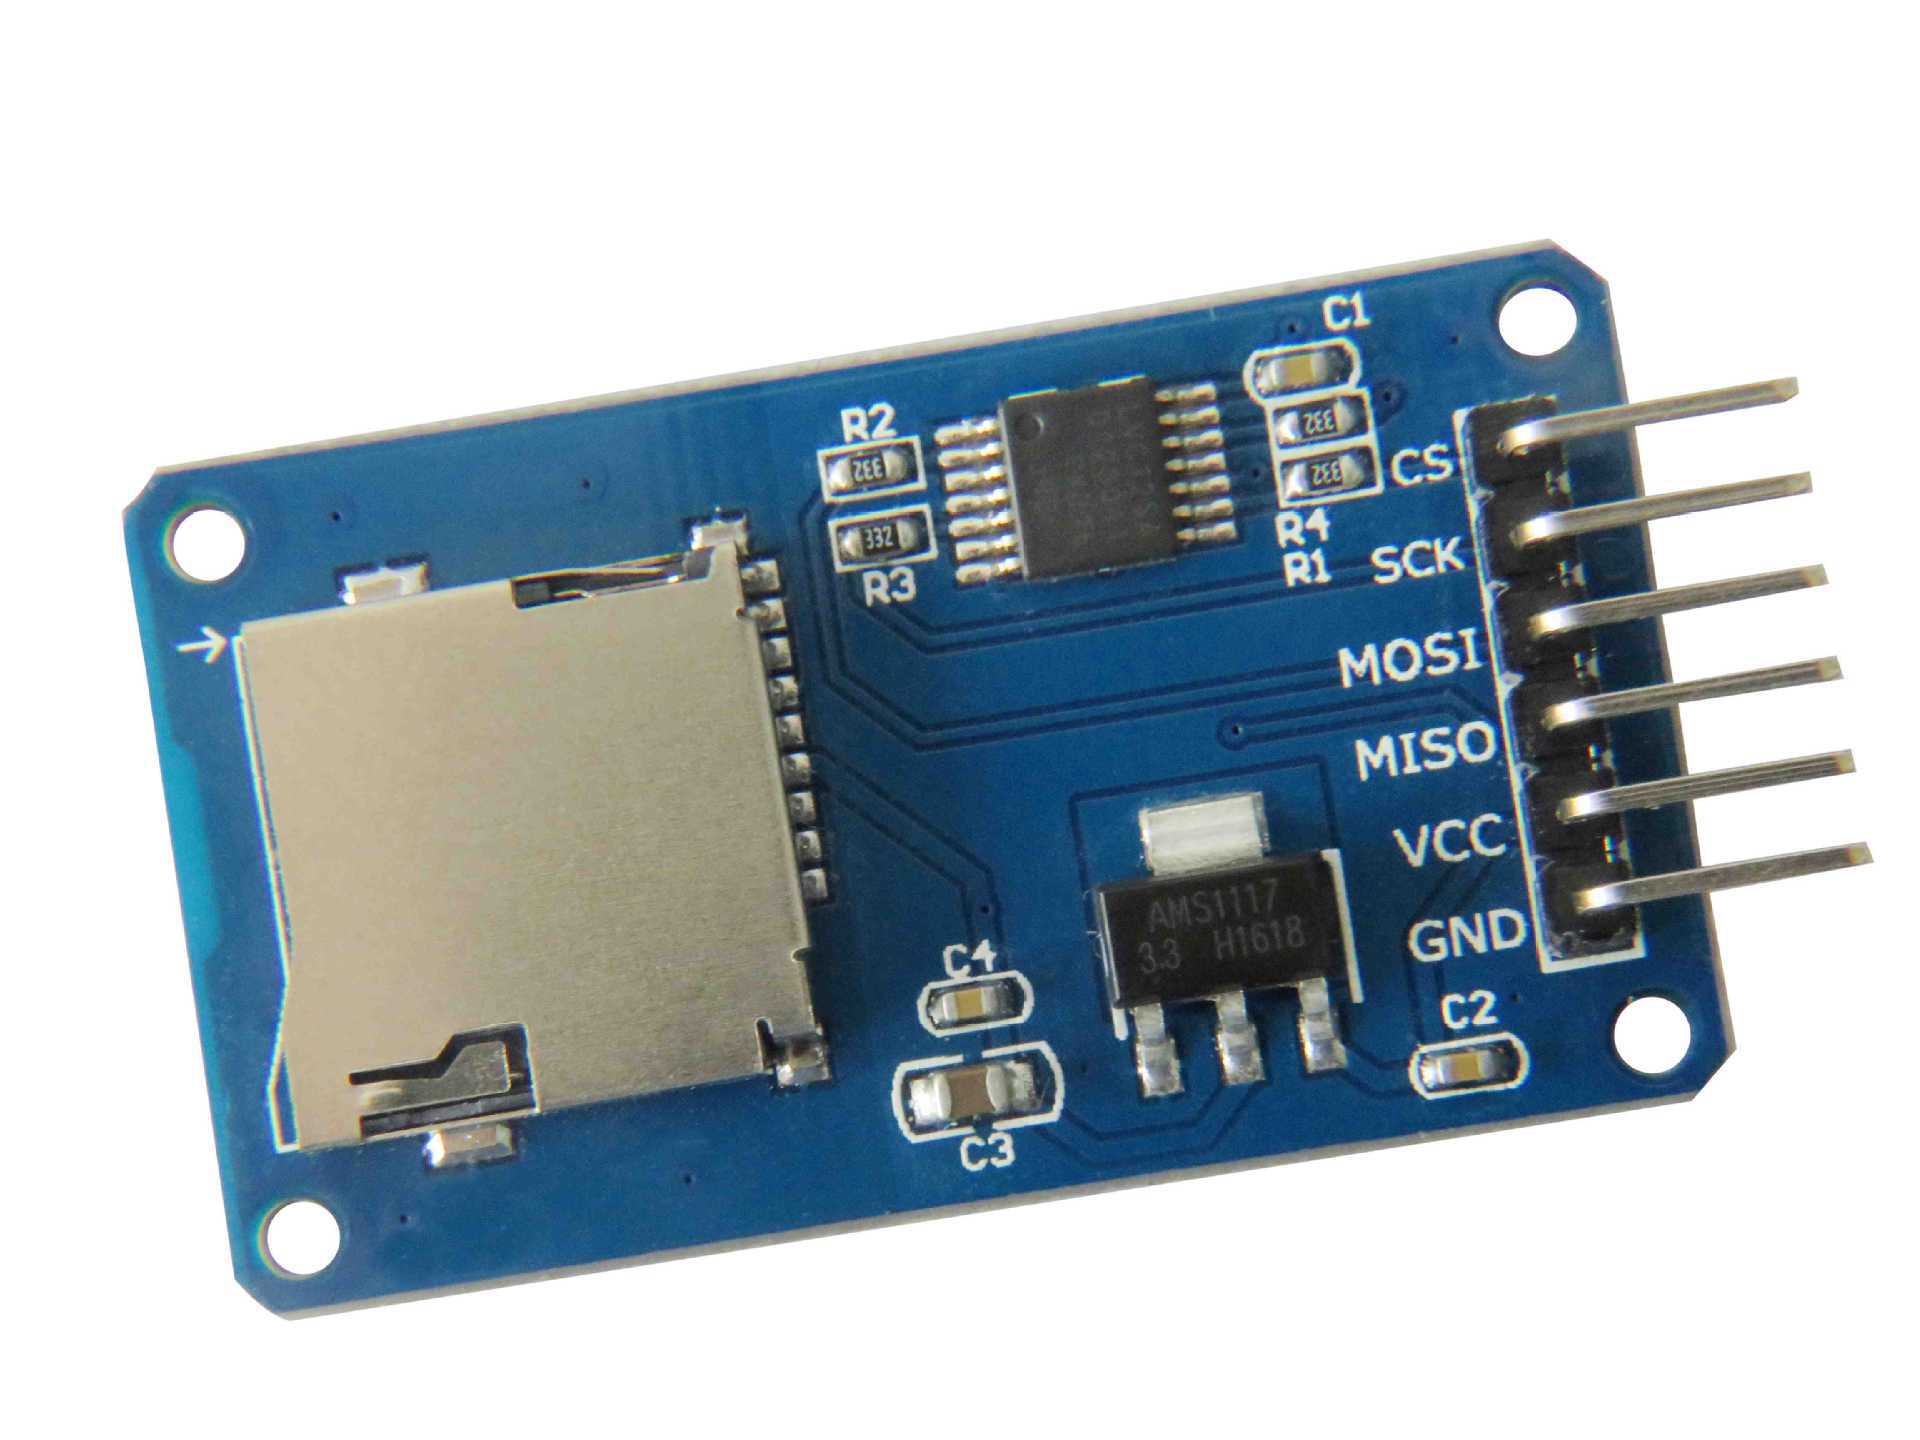 C1
R2
332
332
332
CS
332
R3
R4
R1
SCK
MOSI
MISO
VCC
AMS1117
3.3 H1618
GND
C4
C2
C3